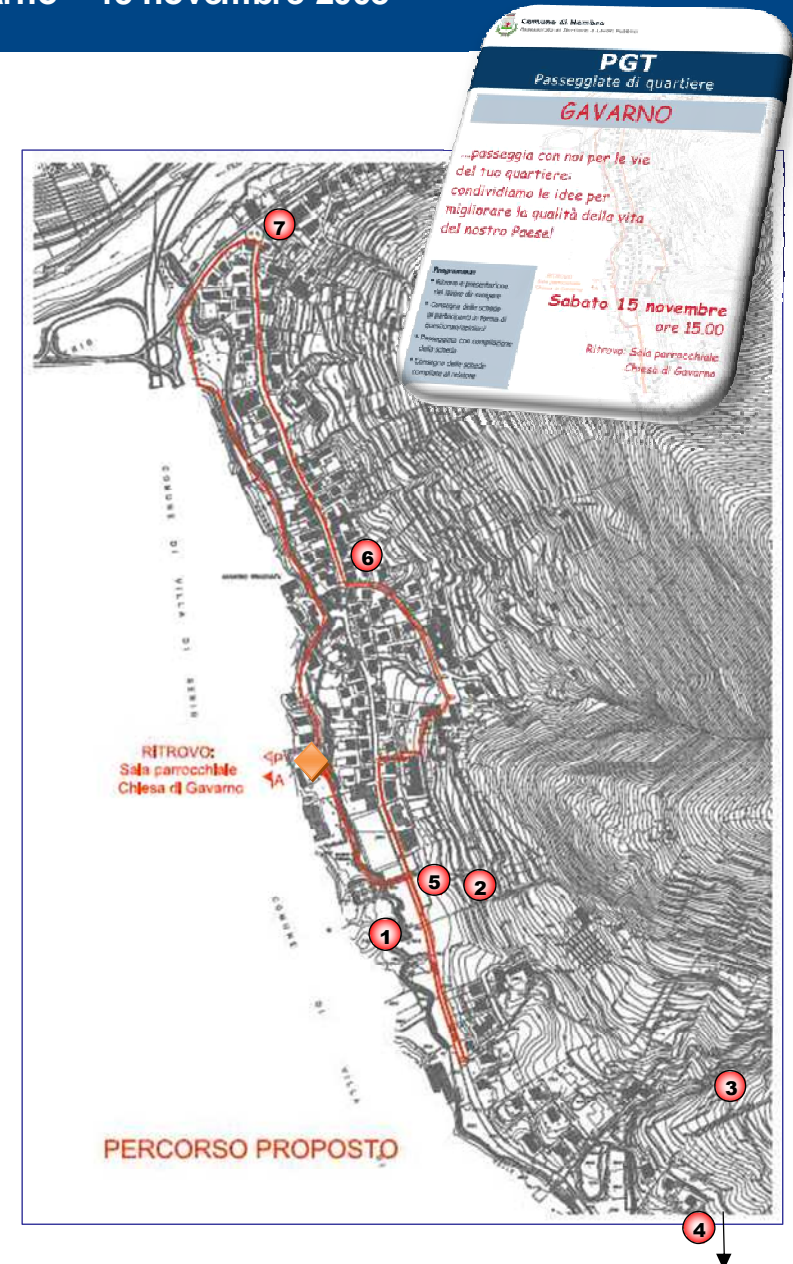 Comune di Nembro
PGT
Passeggiate di quartiere
GAVARNO
...passeggia con noi per le vie
del tuo quartiere:
condividiamo le idee per
migliorare la qualità della vita
del nostro Paese!
Programma:
Sabato 15 novembre
ore 15.00
Ritrovo: Sala parrocchiale
Chiesa di Gavarno
7
RIO
COMUNE DI VILLA DI SERIO
6
RITROVO:
Sala parrocchiale
Chiesa di Gavarno
P
A
5
2
1
COMUNE DI VILLA
3
PERCORSO PROPOSTO
4